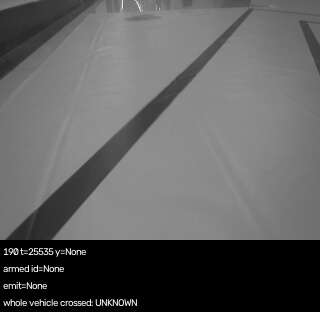 190 t=25535 y=None
armed id=None
emit=None
whole vehicle crossed: UNKNOWN